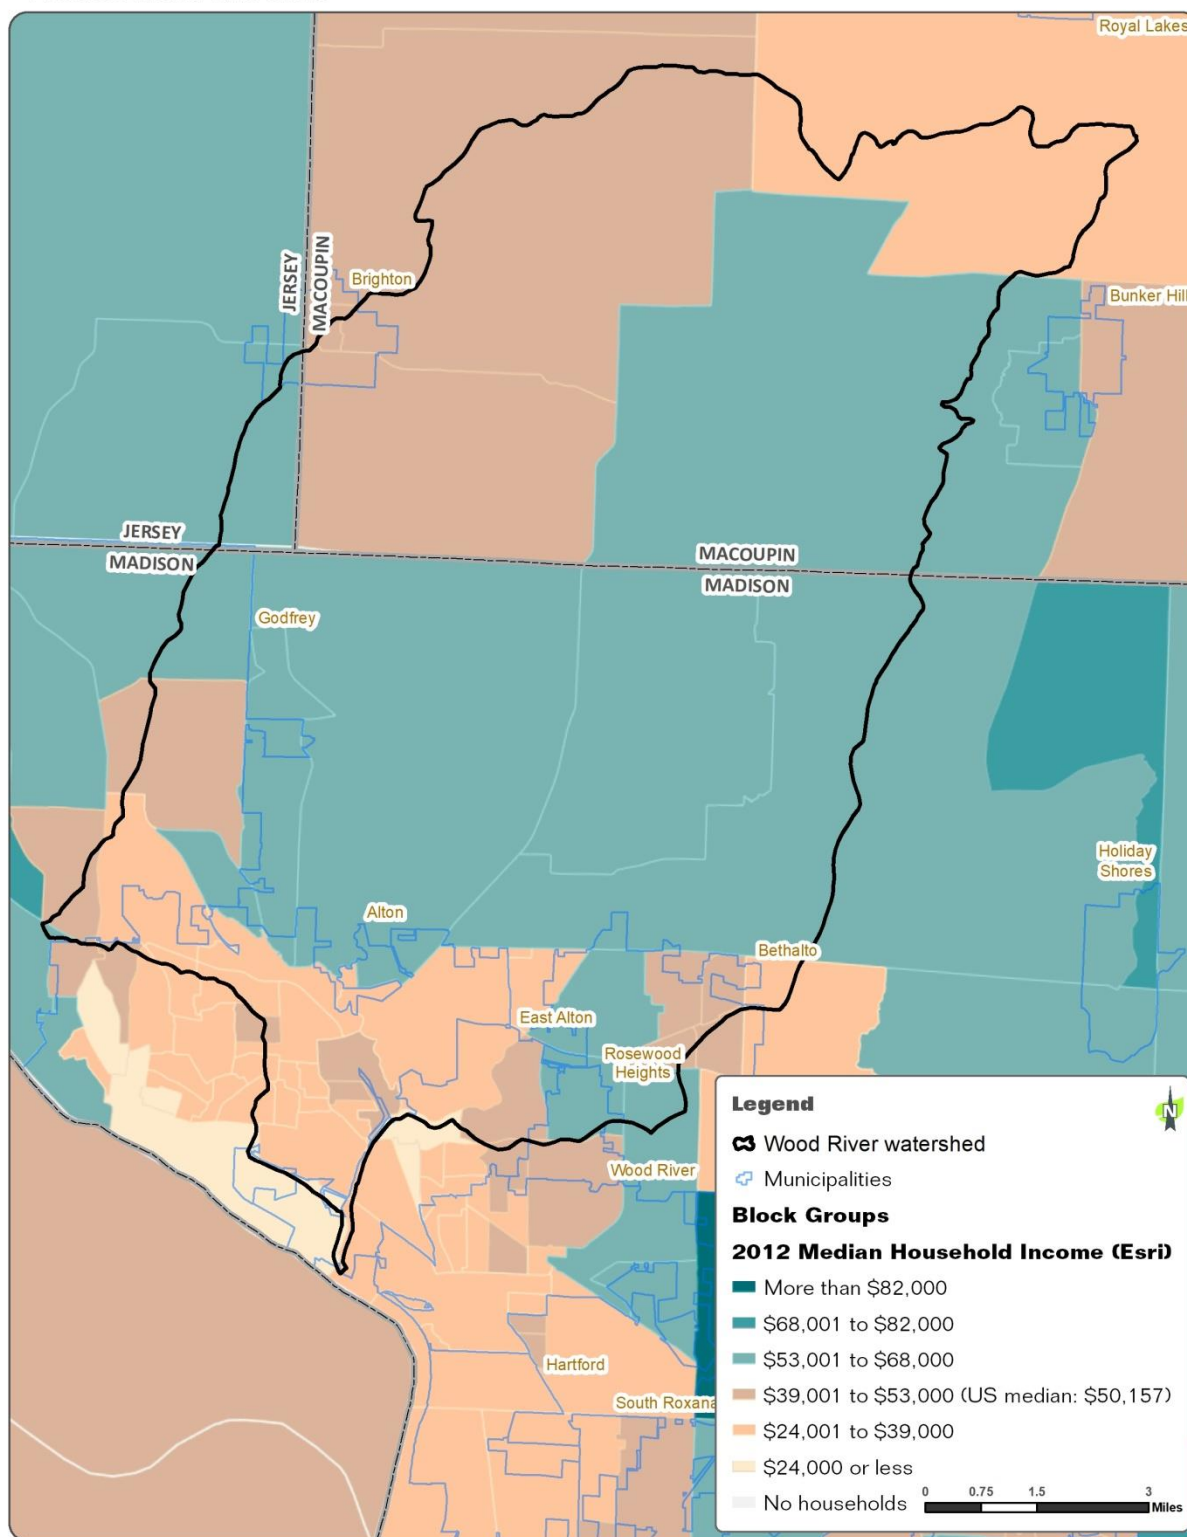 Royal Lakes
JERSEY
MACOUPIN
Brighton
Bunker Hill
JERSEY
MADISON
MACOUPIN
MADISON
Godfrey
Holiday
Shores
Alton
Bethalto
East Alton
Rosewood
Heights
Wood River
Hartford
South Roxana
Legend
N
Wood River watershed
Municipalities
Block Groups
2012 Median Household Income (Esri)
More than $82,000
$68,001 to $82,000
$53,001 to $68,000
$39,001 to $53,000 (US median: $50,157)
$24,001 to $39,000
$24,000 or less
No households
0 0.75 1.5 3
Miles